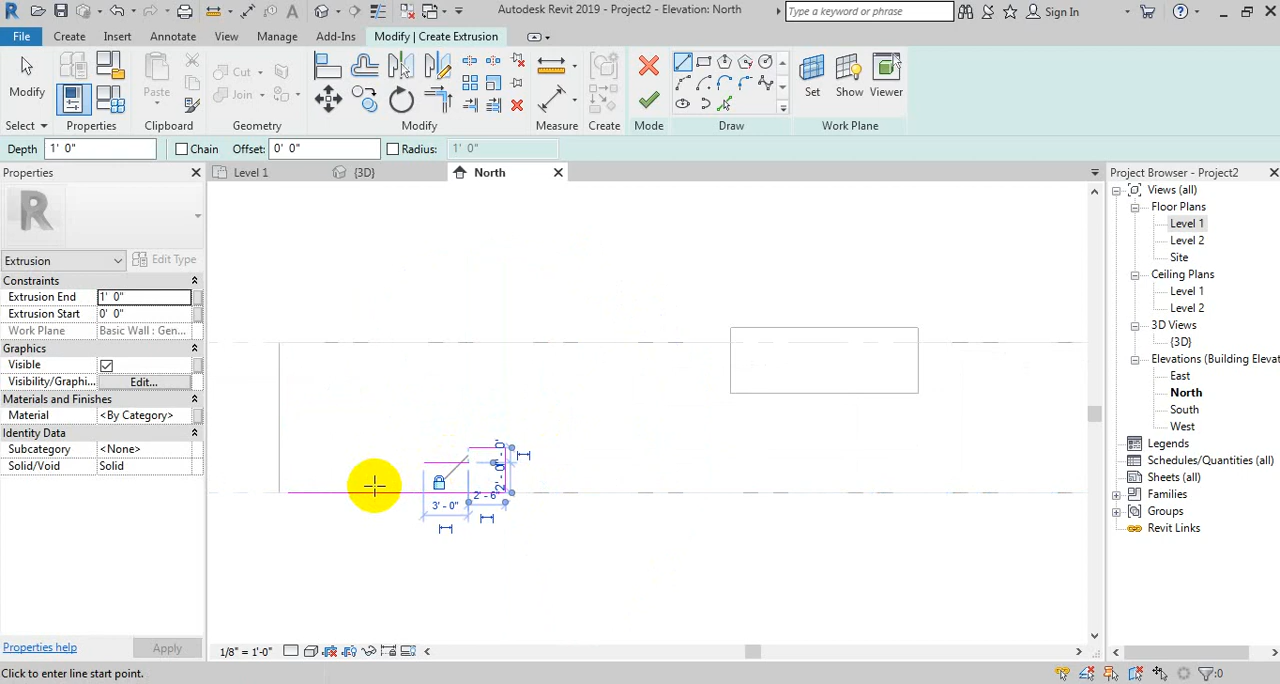 Autodesk Revit 2019 - Project2 - Elevation: North
Type a keyword or phrase
Sign In
File Create Insert Annotate View Manage Add-Ins Modify | Create Extrusion
Modify
Paste
Cut
Join
Set Show Viewer
Select Properties Clipboard Geometry Modify Measure Create Mode Draw Work Plane
Depth 1' 0" Chain Offset: 0' 0" Radius: 1' 0"
Properties
Level 1 {3D} North
Project Browser - Project2
Extrusion Edit Type
Constraints
Extrusion End 1' 0"
Extrusion Start 0' 0"
Work Plane Basic Wall : Gen...
Graphics
Visible
Visibility/Graphi... Edit...
Materials and Finishes
Material <By Category>
Identity Data
Subcategory <None>
Solid/Void Solid
Properties help Apply
1' - 0"
2' - 0"
2' - 6"
3' - 0"
Views (all)
Floor Plans
Level 1
Level 2
Site
Ceiling Plans
Level 1
Level 2
3D Views
{3D}
Elevations (Building Elevat
East
North
South
West
Legends
Schedules/Quantities (all)
Sheets (all)
Families
Groups
Revit Links
1/8" = 1'-0"
Click to enter line start point.
:0